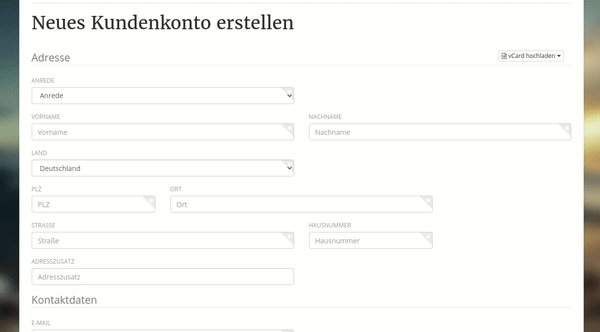 Neues Kundenkonto erstellen
Adresse
vCard hochladen
ANREDE
Anrede
VORNAME
NACHNAME
Vorname
Nachname
LAND
Deutschland
PLZ
ORT
PLZ
Ort
STRASSE
HAUSNUMMER
Straße
Hausnummer
ADRESSZUSATZ
Adresszusatz
Kontaktdaten
E-MAIL